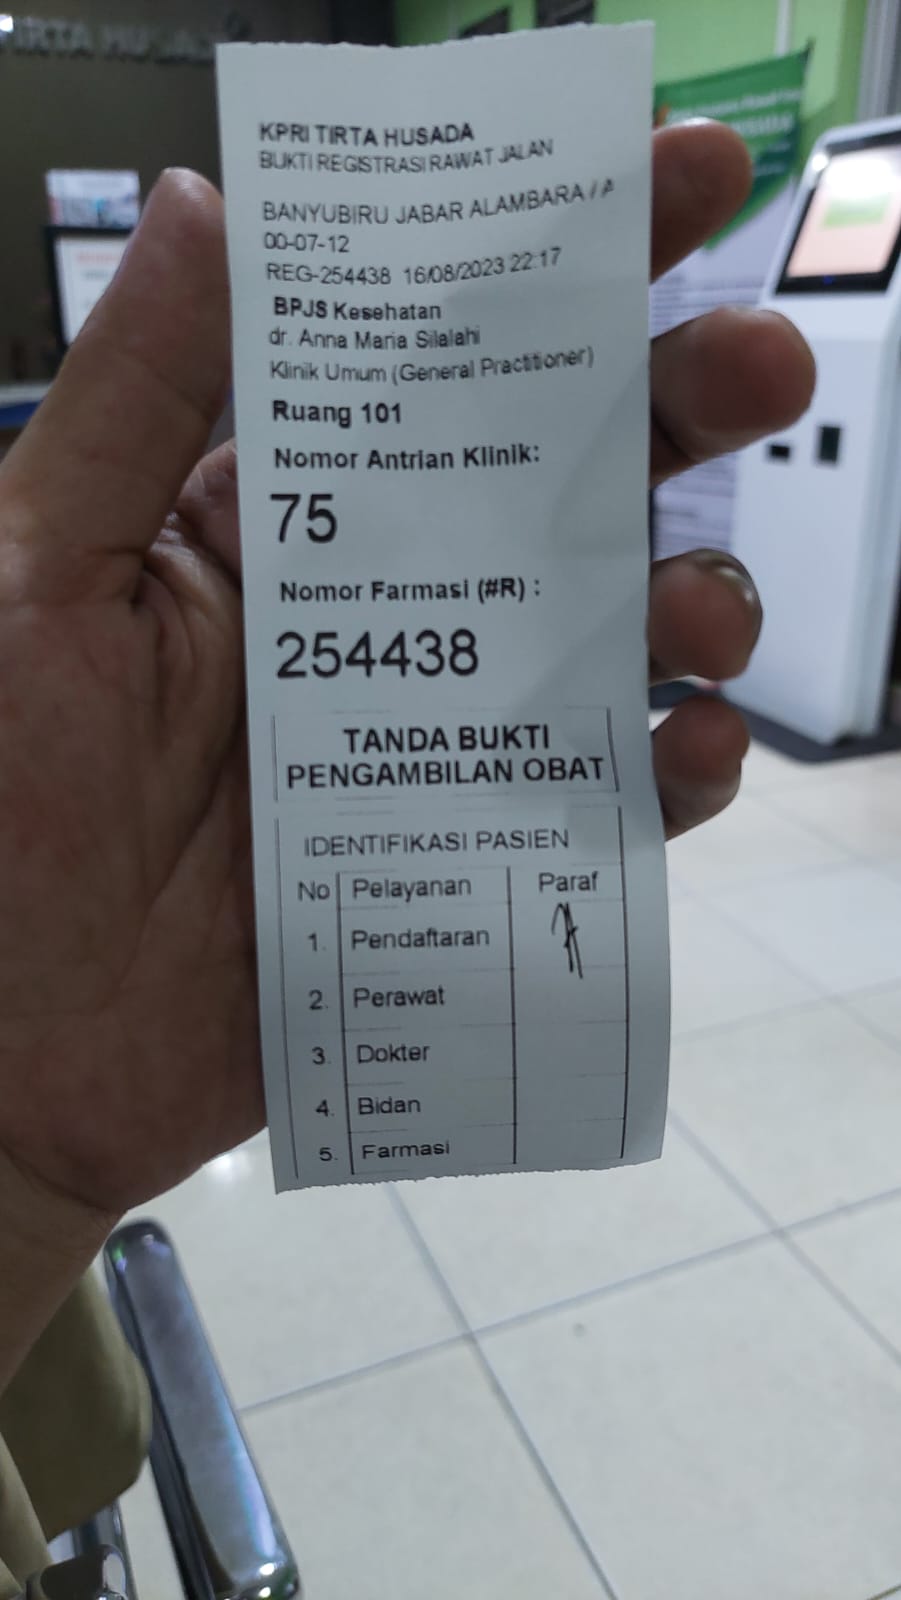 TIRTA HUSADA
KPRI TIRTA HUSADA
BUKTI REGISTRASI RAWAT JALAN
BANYUBIRU JABAR ALAMBARA / A
00-07-12
REG-254438 16/08/2023 22:17
BPJS Kesehatan
dr. Anna Maria Silalahi
Klinik Umum (General Practitioner)
Ruang 101
Nomor Antrian Klinik:
75
Nomor Farmasi (#R) :
254438
TANDA BUKTI
PENGAMBILAN OBAT
IDENTIFIKASI PASIEN
No Pelayanan Paraf
1. Pendaftaran
2. Perawat
3. Dokter
4. Bidan
5. Farmasi